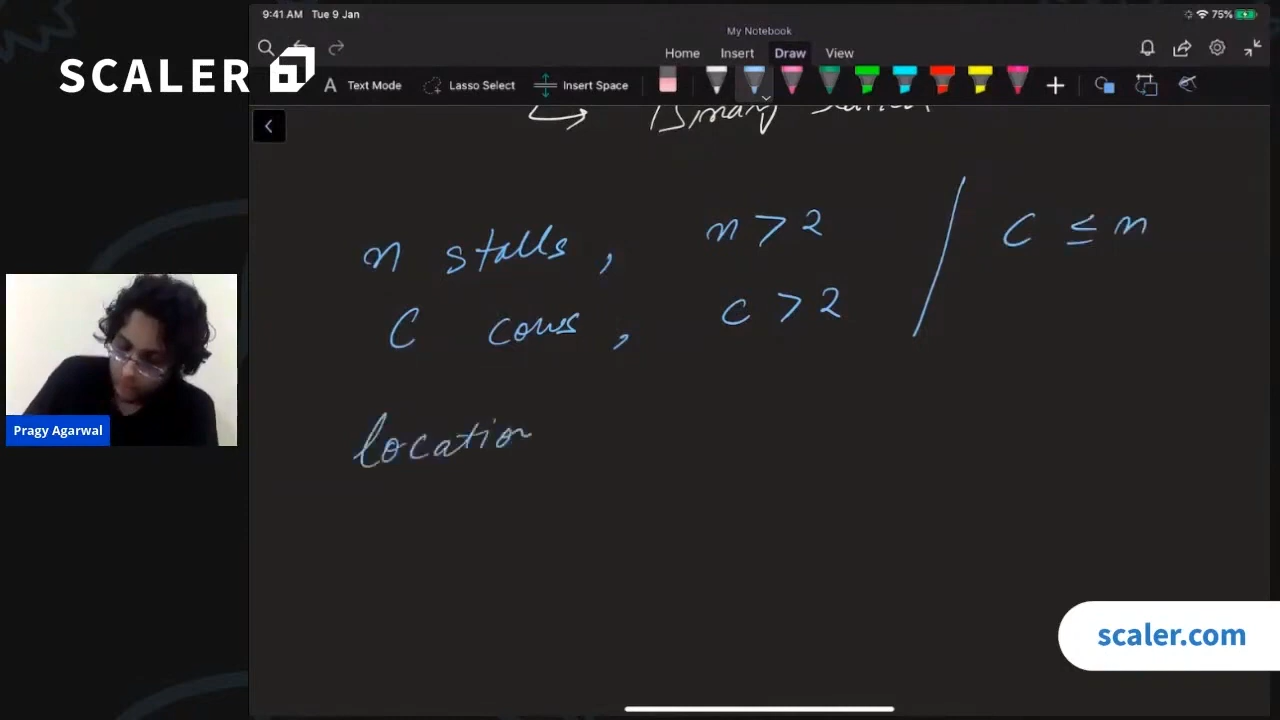 9:41 AM Tue 9 Jan
75%
My Notebook
Home Insert Draw View
SCALER
A Text Mode Lasso Select Insert Space
Binary
n stalls, n > 2 / C ≤ n
C cows, c > 2
location
Pragy Agarwal
scaler.com